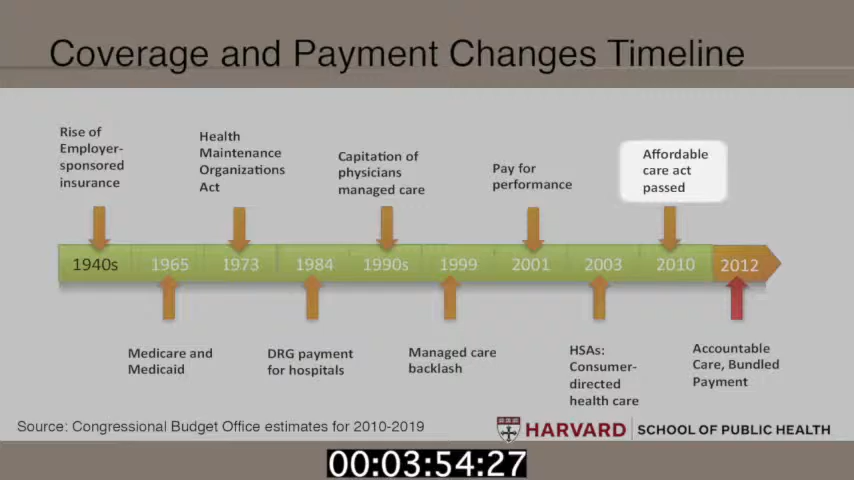 Coverage and Payment Changes Timeline
Rise of
Employer-
sponsored
insurance
Health
Maintenance
Organizations
Act
Capitation of
physicians
managed care
Pay for
performance
Affordable
care act
passed
1940s 1965 1973 1984 1990s 1999 2001 2003 2010 2012
Medicare and
Medicaid
DRG payment
for hospitals
Managed care
backlash
HSAs:
Consumer-
directed
health care
Accountable
Care, Bundled
Payment
Source: Congressional Budget Office estimates for 2010-2019
HARVARD SCHOOL OF PUBLIC HEALTH
00:03:54:27